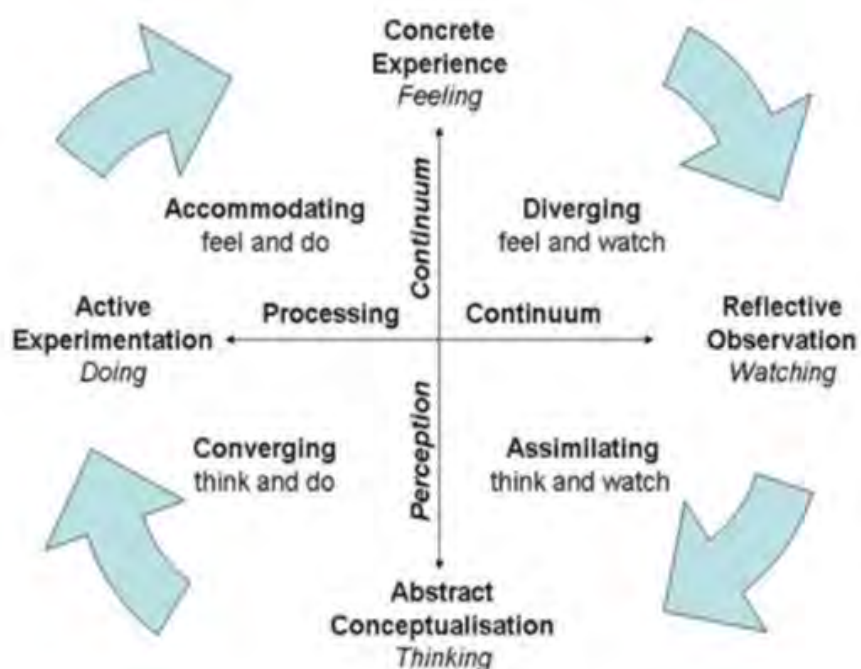 Concrete
Experience
Feeling
Accommodating
feel and do
Diverging
feel and watch
Continuum
Active
Experimentation
Doing
Processing
Continuum
Reflective
Observation
Watching
Perception
Converging
think and do
Assimilating
think and watch
Abstract
Conceptualisation
Thinking